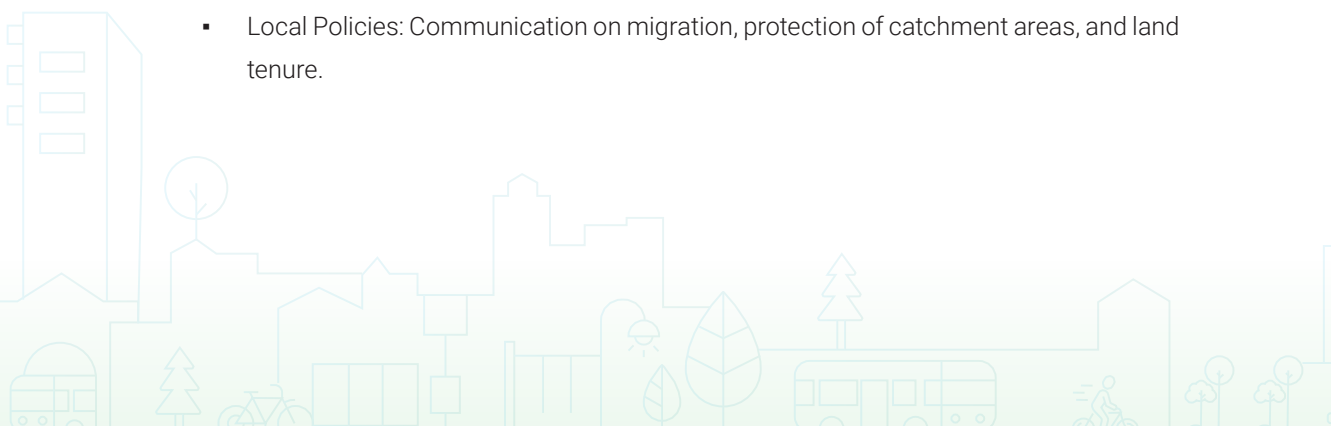 ▪ Local Policies: Communication on migration, protection of catchment areas, and land
tenure.